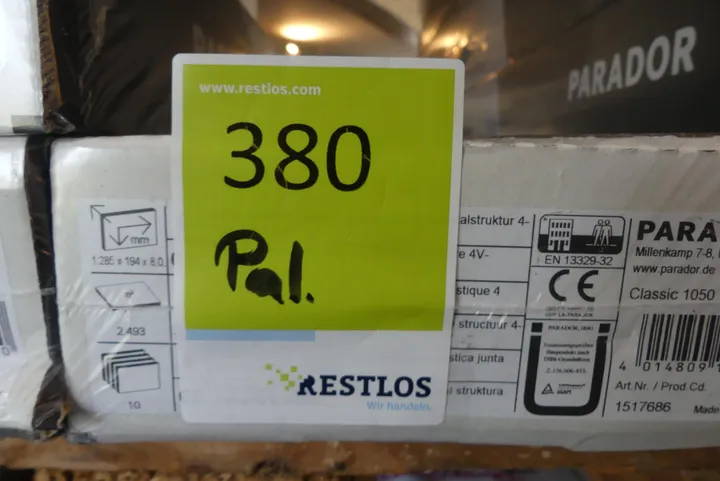 PARADOR
www.restlos.com
380
Pal.
RESTLOS
Wir handeln.
mm
1.285 x 194 x 8.0
m²
2.493
10
alstruktur 4-
e 4V-
stique 4
structuur 4-
stica junta
l struktura
EN 13329-32
CE
PARA
Millenkamp 7-8,
www.parador.de
Classic 1050
4 014809
Art.Nr. / Prod.Cd.
1517686 Made